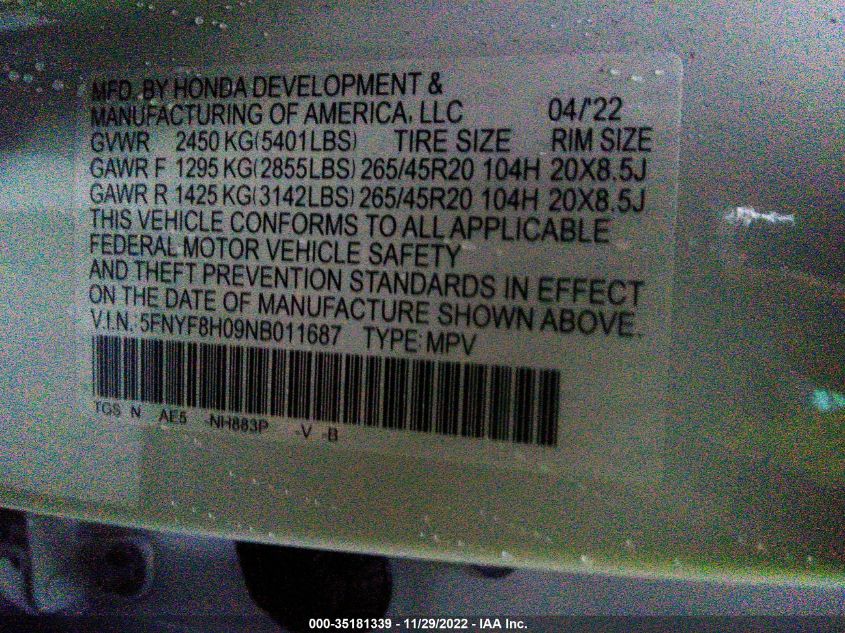 MFD. BY HONDA DEVELOPMENT &
MANUFACTURING OF AMERICA, LLC 04/'22
GVWR 2450 KG(5401LBS) TIRE SIZE RIM SIZE
GAWR F 1295 KG(2855LBS) 265/45R20 104H 20X8.5J
GAWR R 1425 KG(3142LBS) 265/45R20 104H 20X8.5J
THIS VEHICLE CONFORMS TO ALL APPLICABLE
FEDERAL MOTOR VEHICLE SAFETY
AND THEFT PREVENTION STANDARDS IN EFFECT
ON THE DATE OF MANUFACTURE SHOWN ABOVE.
V.I.N. 5FNYF8H09NB011687 TYPE: MPV
TGS N AE5 -NH883P -V -B
000-35181339 - 11/29/2022 - IAA Inc.